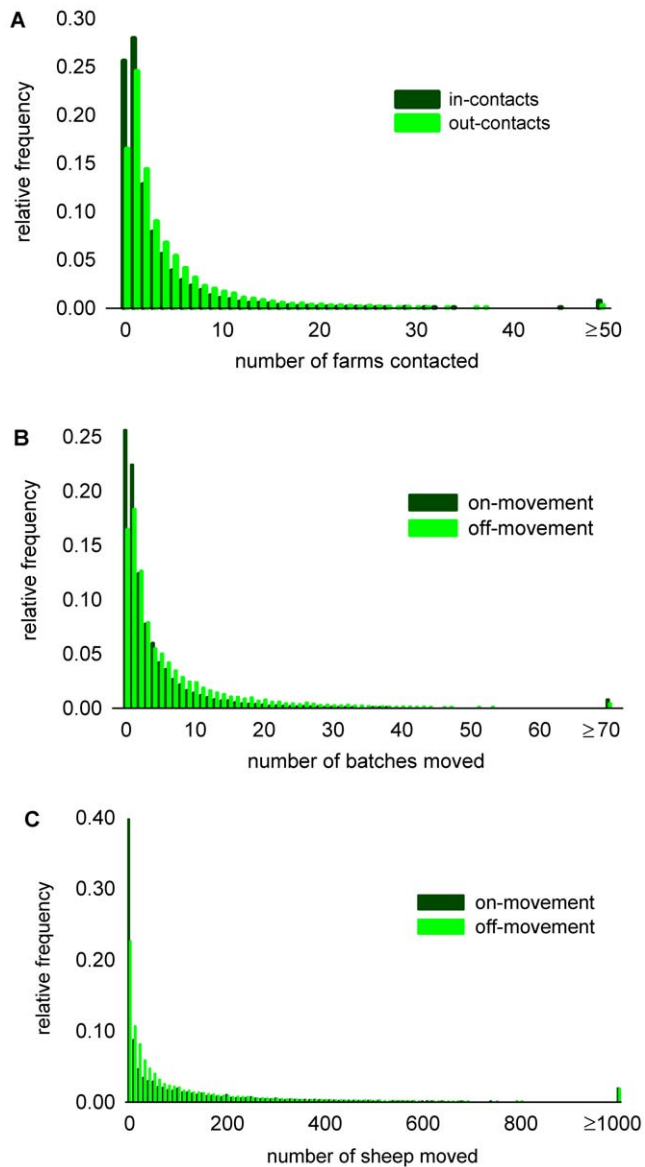 A
0.30
0.25
0.20
0.15
0.10
0.05
0.00
relative frequency
in-contacts
out-contacts
0 10 20 30 40 ≥50
number of farms contacted
B
0.25
0.20
0.15
0.10
0.05
0.00
relative frequency
on-movement
off-movement
0 10 20 30 40 50 60 ≥70
number of batches moved
C
0.40
0.30
0.20
0.10
0.00
relative frequency
on-movement
off-movement
0 200 400 600 800 ≥1000
number of sheep moved